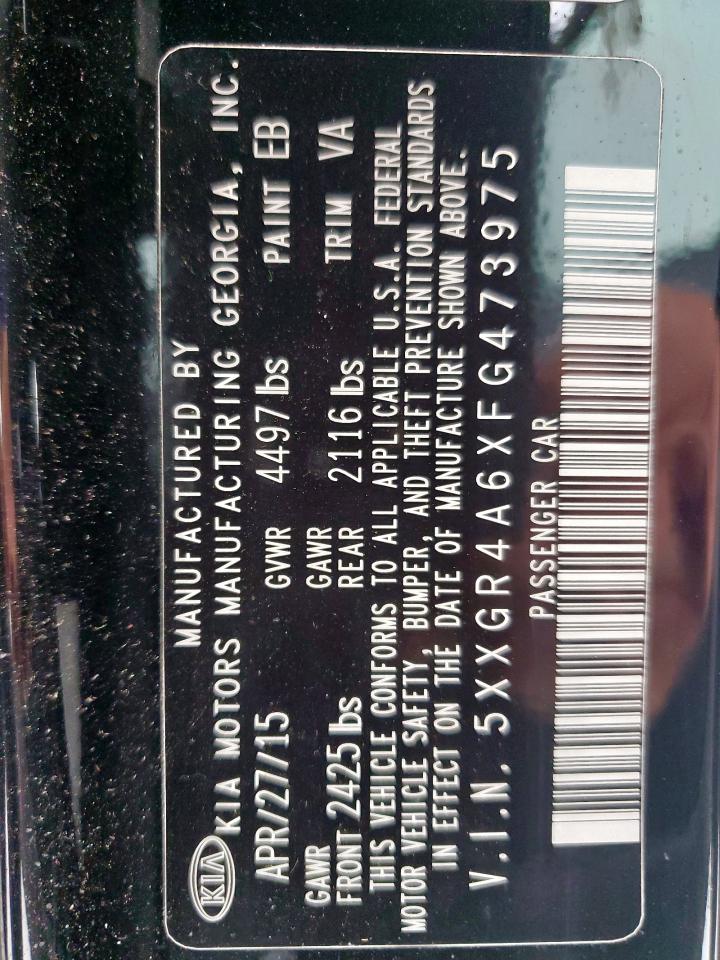 MANUFACTURED BY
KIA
KIA MOTORS MANUFACTURING GEORGIA, INC.
APR/27/15 GVWR 4497 lbs PAINT EB
GAWR GAWR
FRONT 2425 lbs REAR 2116 lbs TRIM VA
THIS VEHICLE CONFORMS TO ALL APPLICABLE U.S.A. FEDERAL
MOTOR VEHICLE SAFETY, BUMPER, AND THEFT PREVENTION STANDARDS
IN EFFECT ON THE DATE OF MANUFACTURE SHOWN ABOVE.
V.I.N. 5XXGR4A6XFG473975
PASSENGER CAR